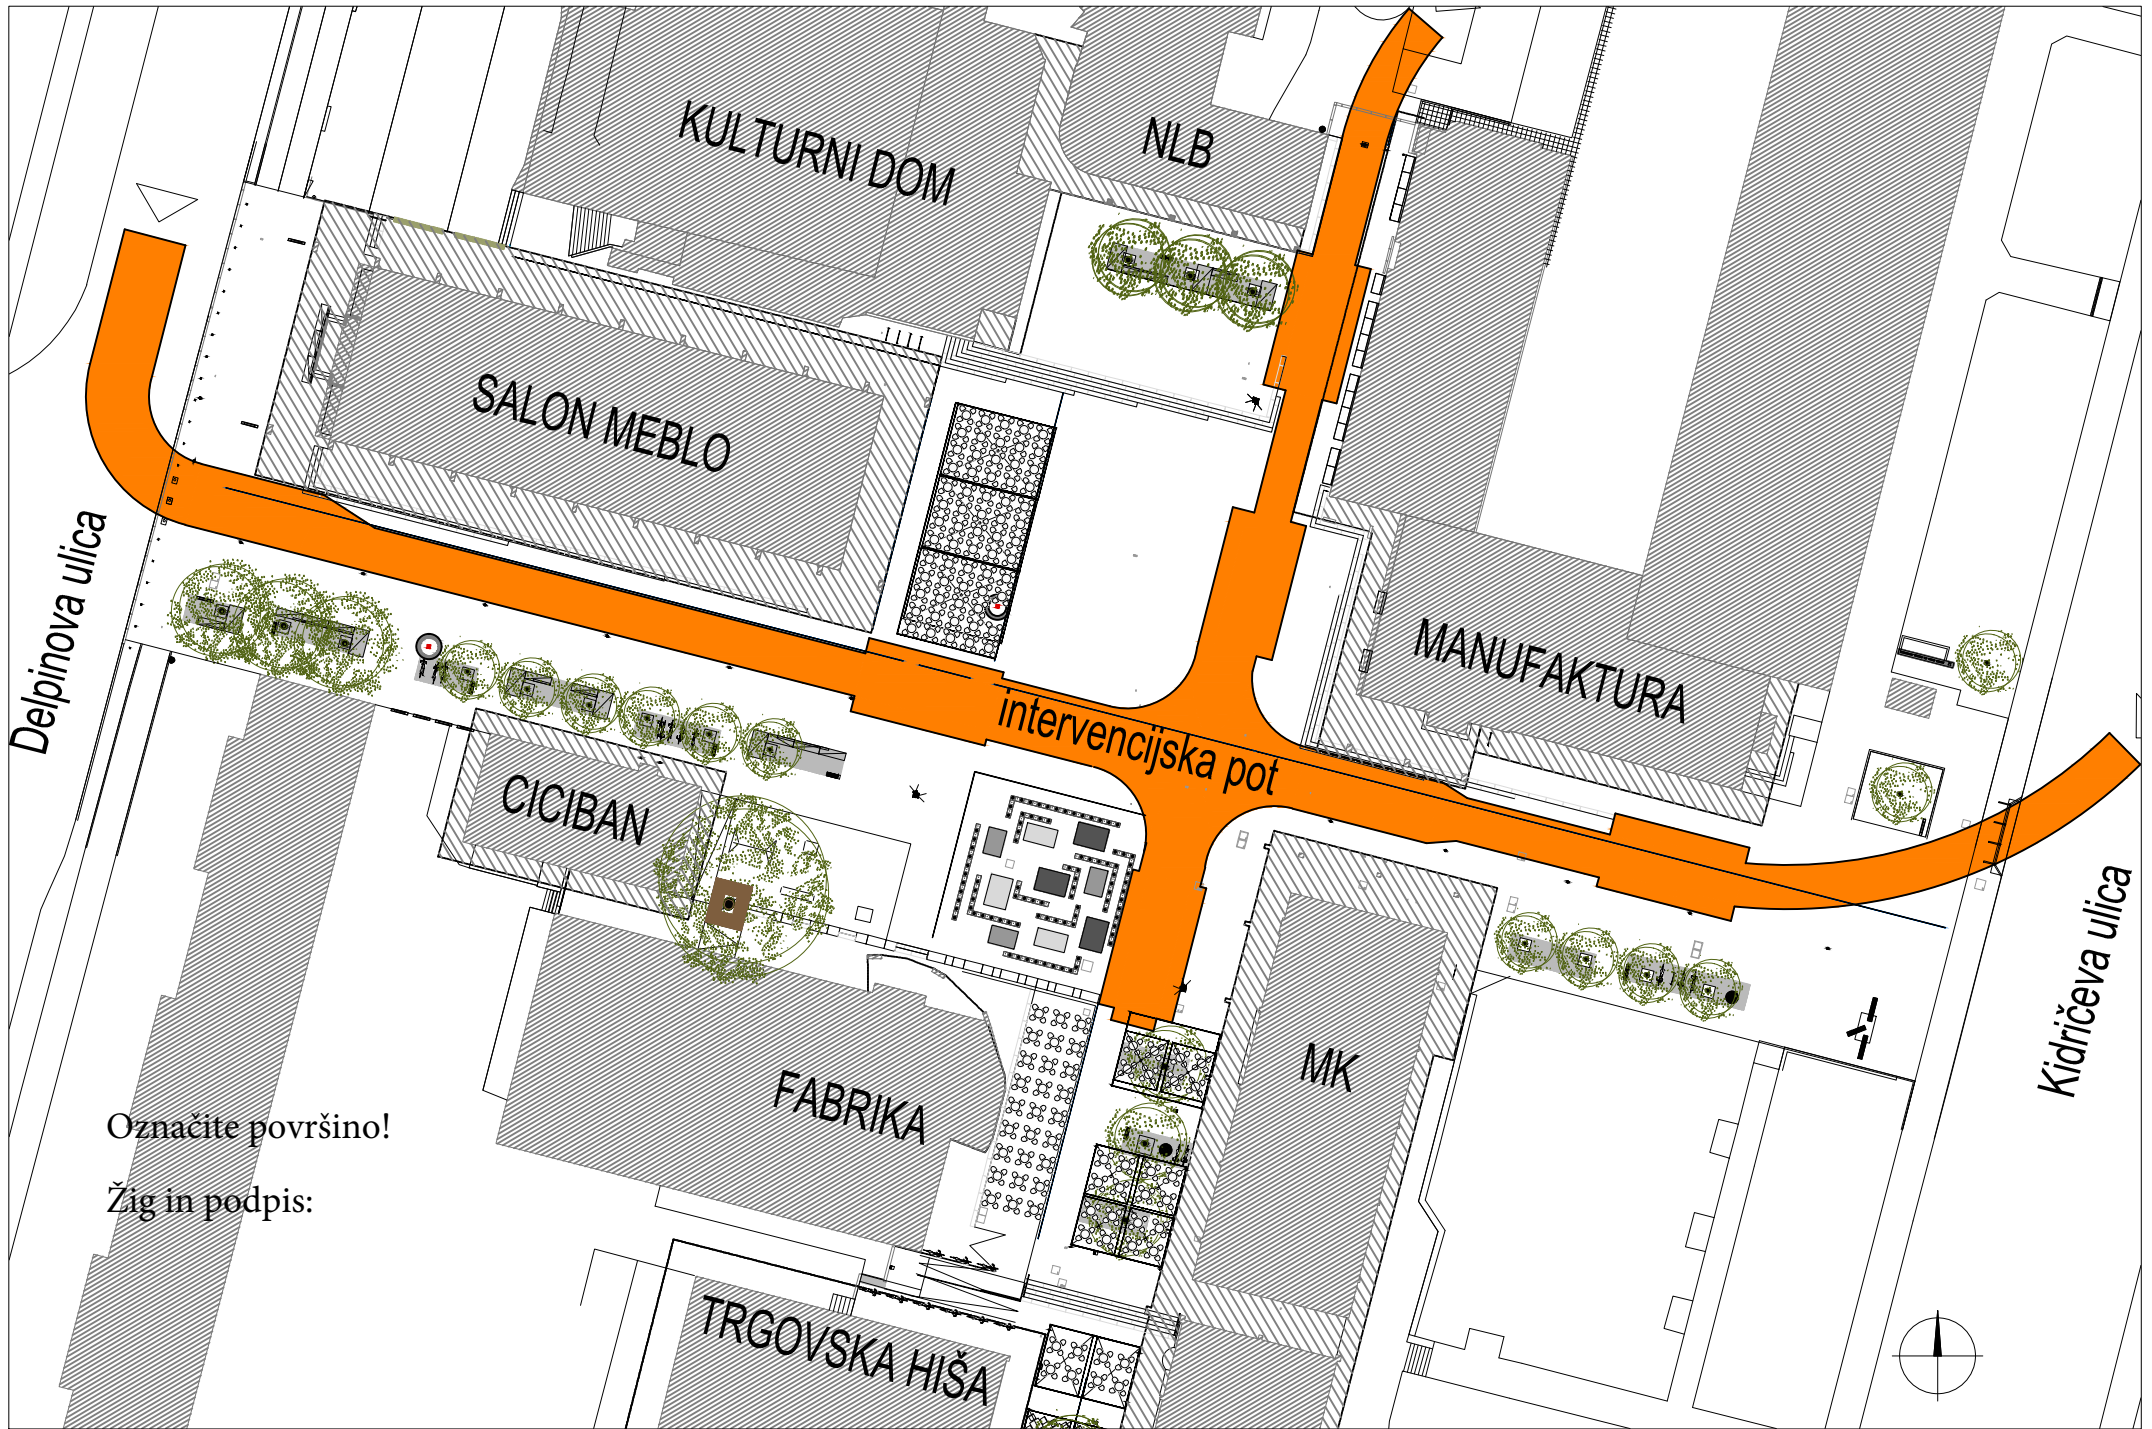 KULTURNI DOM
NLB
SALON MEBLO
Delpinova ulica
intervencijska pot
MANUFAKTURA
CICIBAN
Kidričeva ulica
MK
FABRIKA
Označite površino!
Žig in podpis:
TRGOVSKA HIŠA